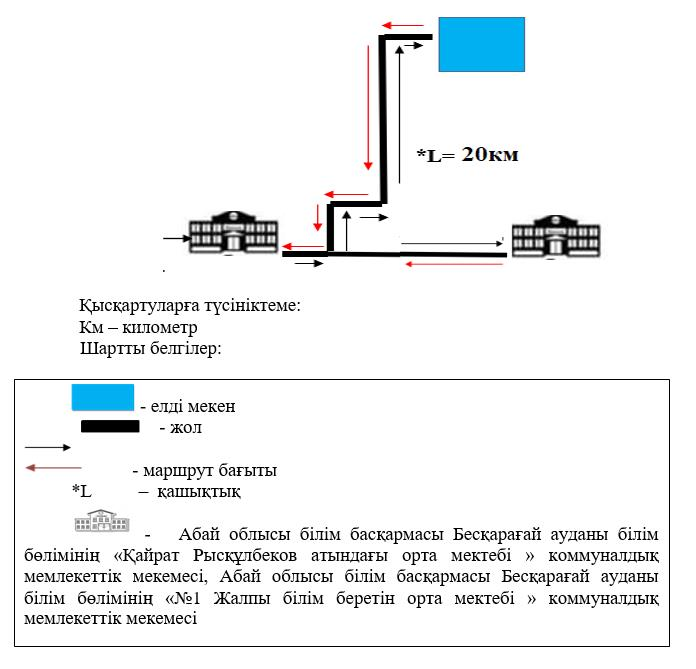 *L= 20км
Қысқартуларға түсініктеме:
Км – километр
Шартты белгілер:
- елді мекен
- жол
- маршрут бағыты
*L – қашықтық
- Абай облысы білім басқармасы Бесқарағай ауданы білім
бөлімінің «Қайрат Рысқұлбеков атындағы орта мектебі » коммуналдық
мемлекеттік мекемесі, Абай облысы білім басқармасы Бесқарағай ауданы
білім бөлімінің «№1 Жалпы білім беретін орта мектебі » коммуналдық
мемлекеттік мекемесі